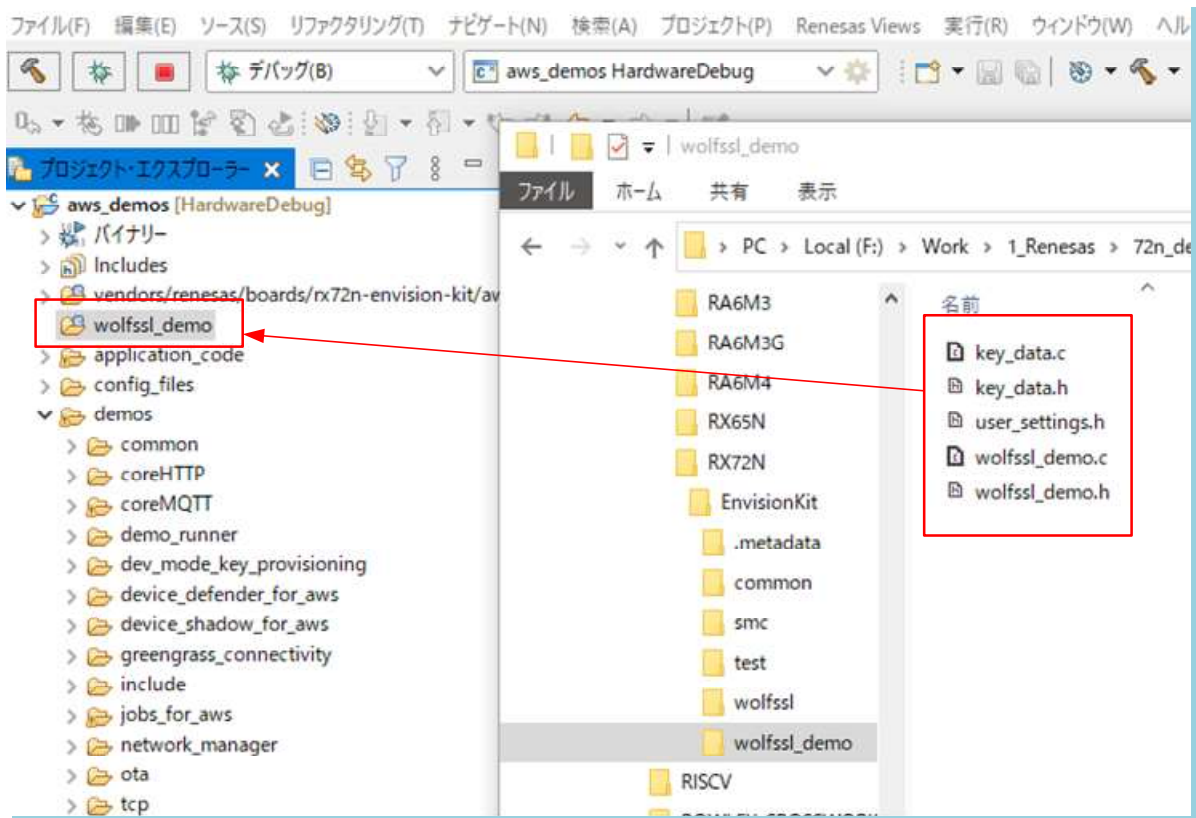 ファイル(F) 編集(E) ソース(S) リファクタリング(T) ナビゲート(N) 検索(A) プロジェクト(P) Renesas Views 実行(R) ウィンドウ(W)
デバッグ(B)
aws_demos HardwareDebug
プロジェクト・エクスプローラー
aws_demos [HardwareDebug]
バイナリー
Includes
vendors/renesas/boards/rx72n-envision-kit/aw
wolfssl_demo
application_code
config_files
demos
common
coreHTTP
coreMQTT
demo_runner
dev_mode_key_provisioning
device_defender_for_aws
device_shadow_for_aws
greengrass_connectivity
include
jobs_for_aws
network_manager
ota
tcp
wolfssl_demo
ファイル ホーム 共有 表示
PC > Local (F:) > Work > 1_Renesas > 72n_de
RA6M3
RA6M3G
RA6M4
RX65N
RX72N
EnvisionKit
.metadata
common
smc
test
wolfssl
wolfssl_demo
RISCV
名前
key_data.c
key_data.h
user_settings.h
wolfssl_demo.c
wolfssl_demo.h